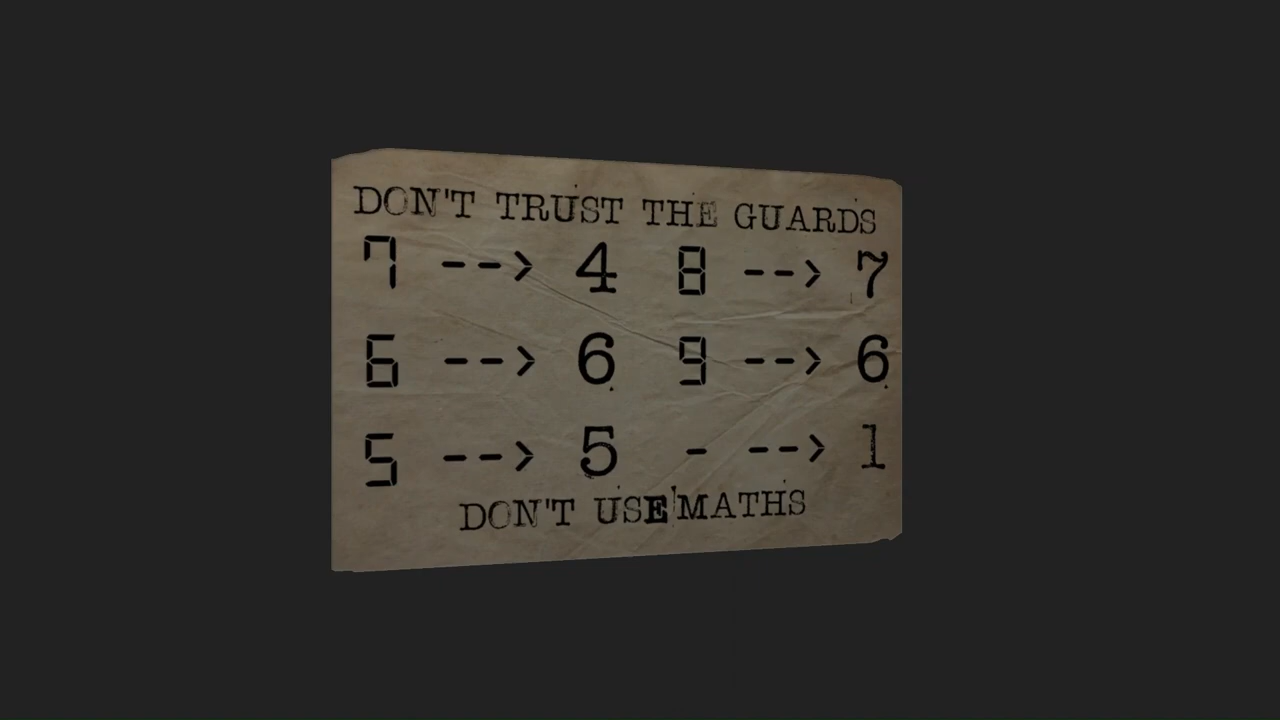 DON'T TRUST THE GUARDS
7 --> 4 8 --> 7
6 --> 6 9 --> 6
5 --> 5 - --> 1
DON'T USE MATHS